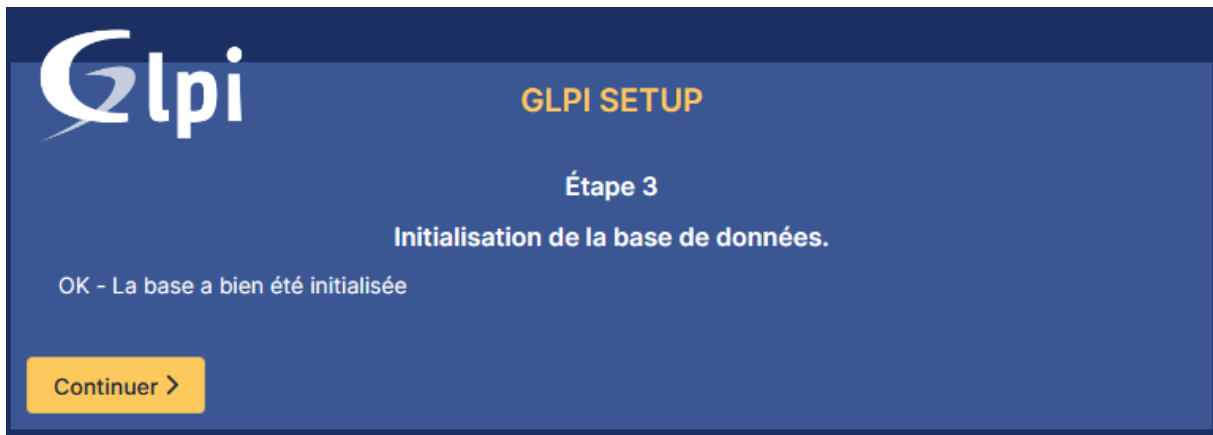 Glpi
GLPI SETUP
Étape 3
Initialisation de la base de données.
OK - La base a bien été initialisée
Continuer >